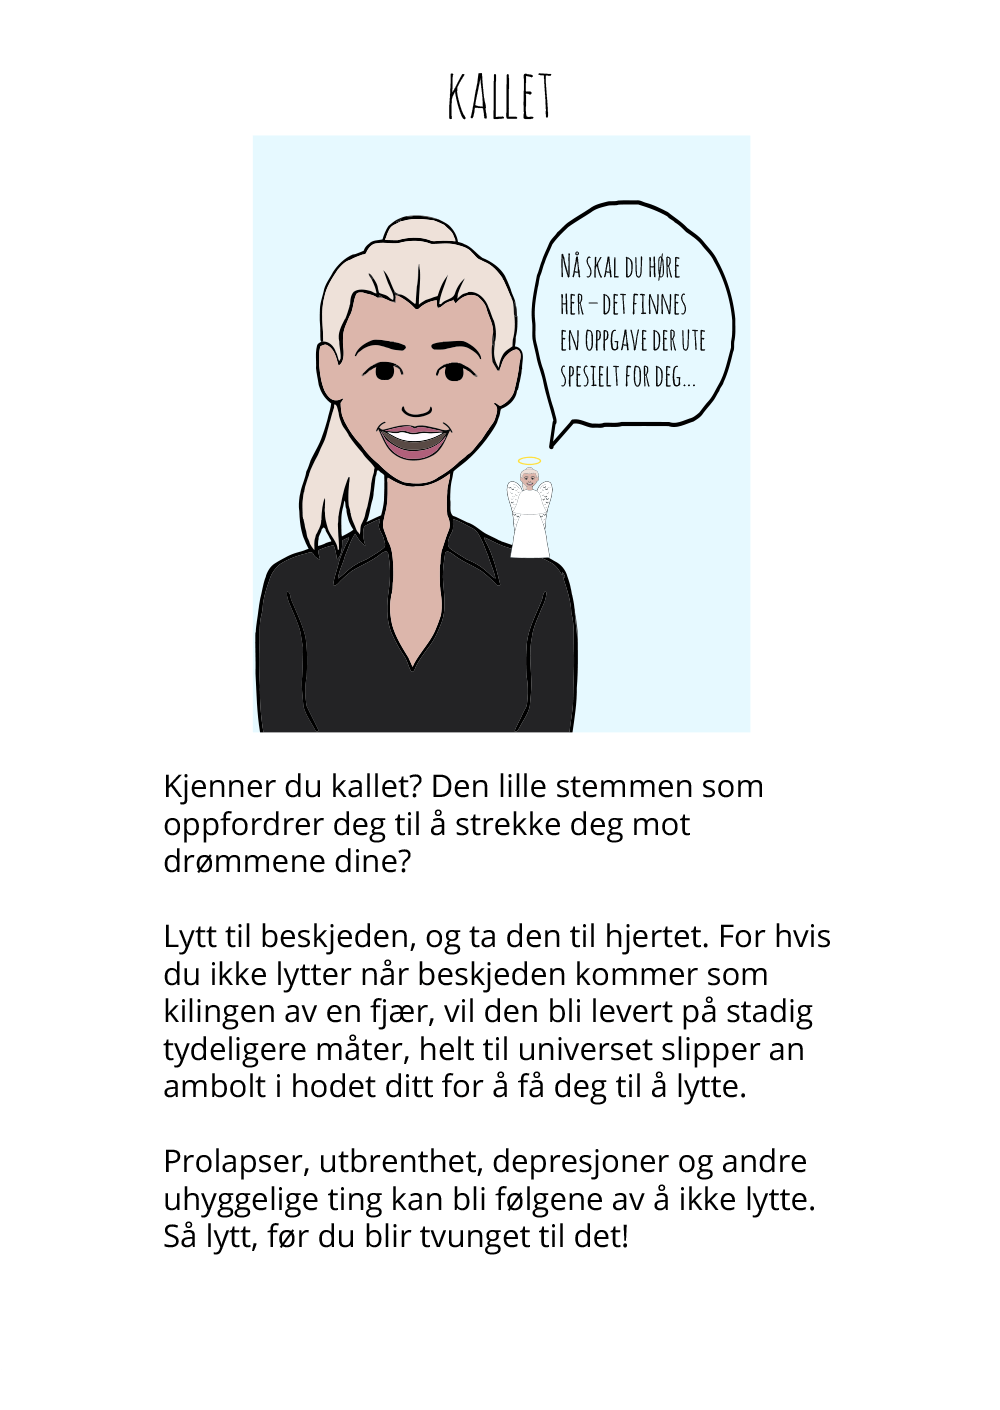 KALLET
NÅ SKAL DU HØRE
HER – DET FINNES
EN OPPGAVE DER UTE
SPESIELT FOR DEG...
Kjenner du kallet? Den lille stemmen som
oppfordrer deg til å strekke deg mot
drømmene dine?
Lytt til beskjeden, og ta den til hjertet. For hvis
du ikke lytter når beskjeden kommer som
kilingen av en fjær, vil den bli levert på stadig
tydeligere måter, helt til universet slipper an
ambolt i hodet ditt for å få deg til å lytte.
Prolapser, utbrenthet, depresjoner og andre
uhyggelige ting kan bli følgene av å ikke lytte.
Så lytt, før du blir tvunget til det!